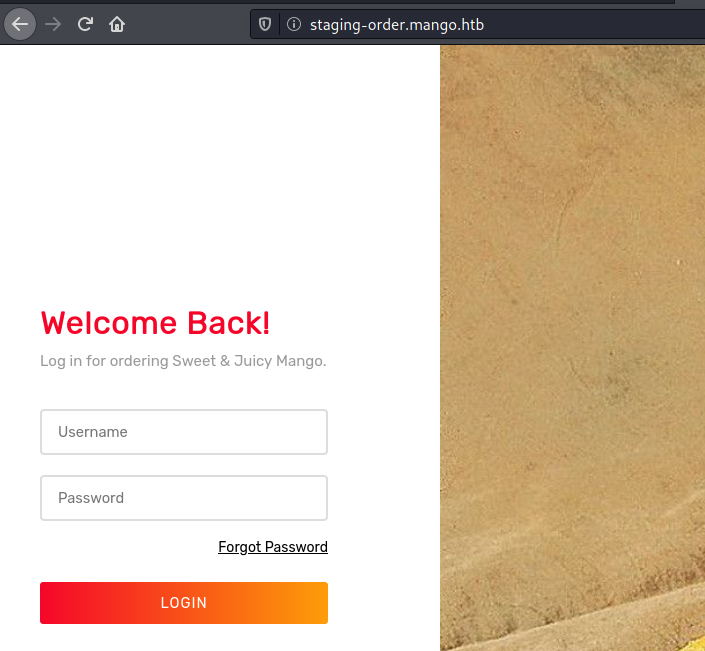 staging-order.mango.htb
Welcome Back!
Log in for ordering Sweet & Juicy Mango.
Username
Password
Forgot Password
LOGIN